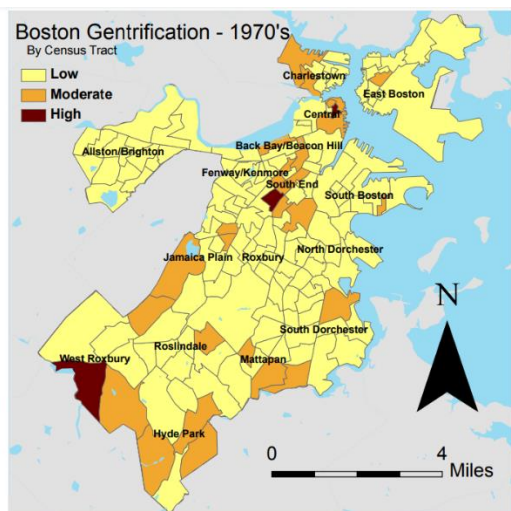 Boston Gentrification - 1970's
By Census Tract
Low
Moderate
High
Charlestown
East Boston
Central
Allston/Brighton
Back Bay/Beacon Hill
Fenway/Kenmore
South End
South Boston
Jamaica Plain
Roxbury
North Dorchester
N
South Dorchester
Roslindale
West Roxbury
Mattapan
Hyde Park
0 4
Miles